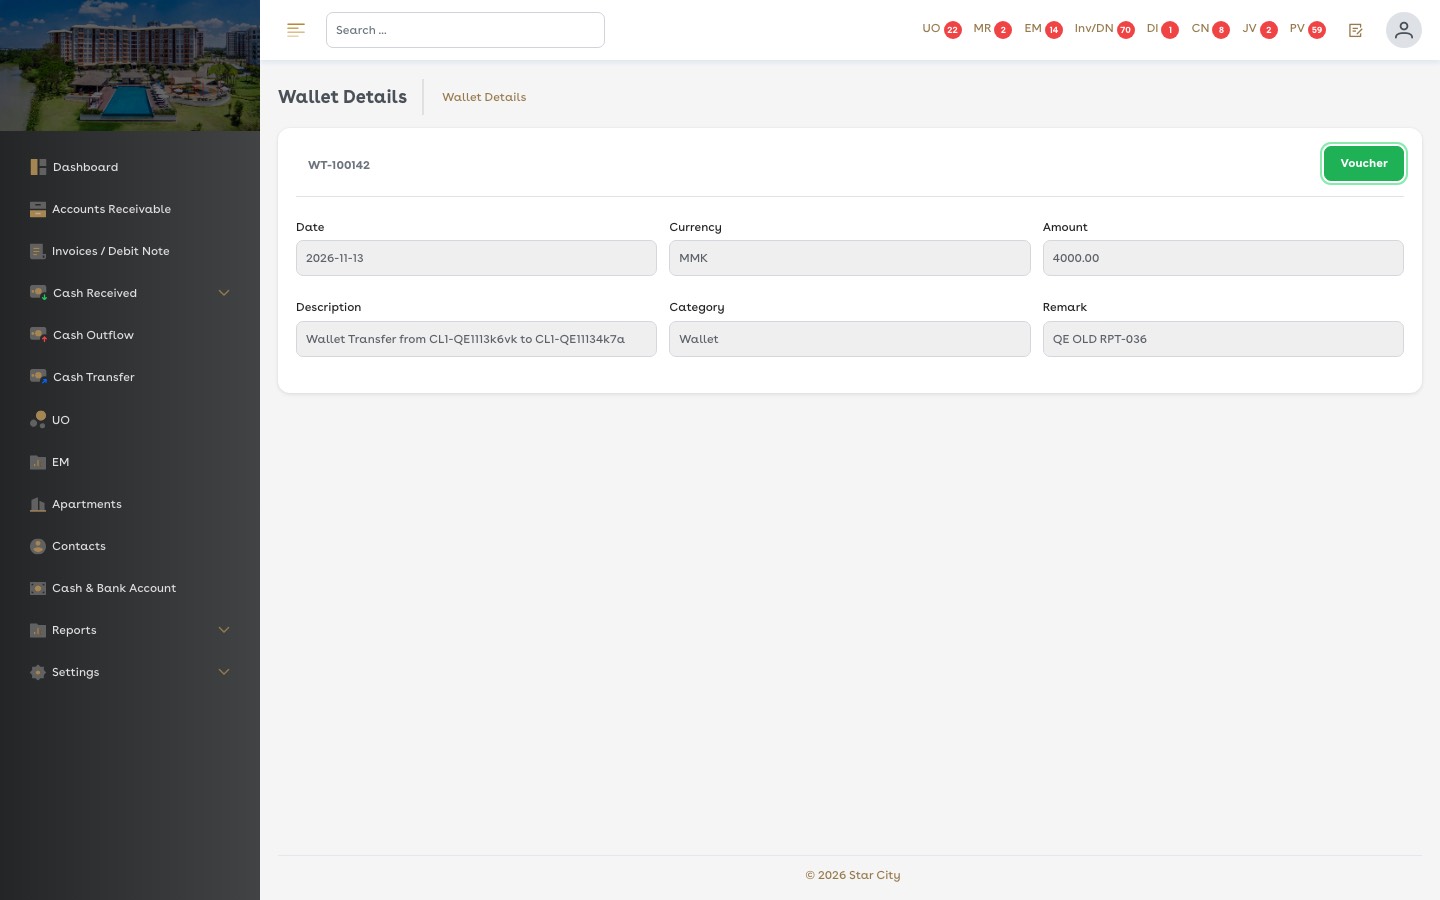 Search ...
UO 22 MR 2 EM 14 Inv/DN 70 DI 1 CN 8 JV 2 PV 59
Wallet Details
Wallet Details
WT-100142
Voucher
Date
Currency
Amount
2026-11-13
MMK
4000.00
Description
Category
Remark
Wallet Transfer from CL1-QE1113k6vk to CL1-QE11134k7a
Wallet
QE OLD RPT-036
Dashboard
Accounts Receivable
Invoices / Debit Note
Cash Received
Cash Outflow
Cash Transfer
UO
EM
Apartments
Contacts
Cash & Bank Account
Reports
Settings
© 2026 Star City